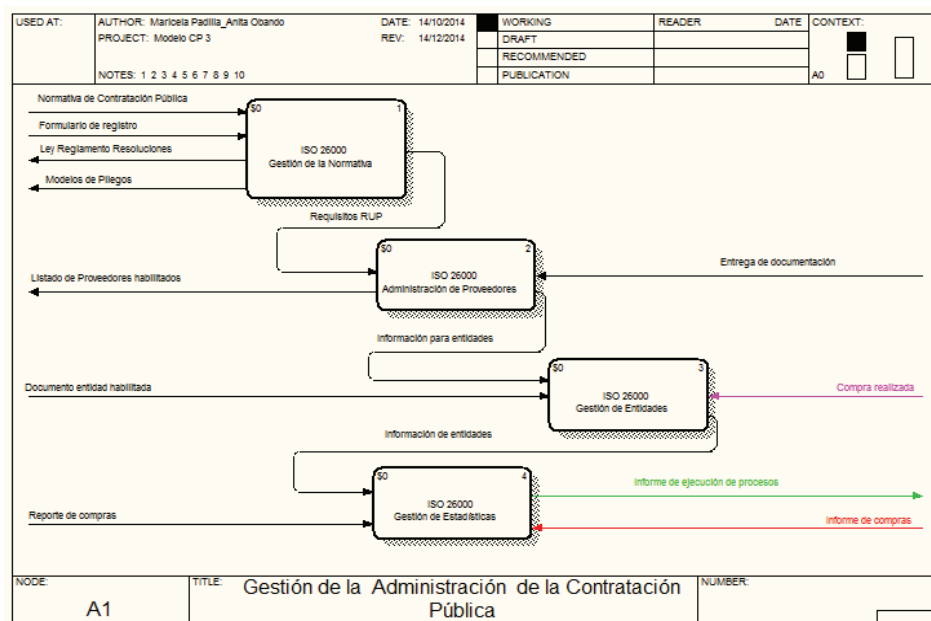 USED AT:
AUTHOR: Maricela Padilla_Anita Obando
DATE: 14/10/2014
WORKING
READER
DATE
CONTEXT:
PROJECT: Modelo CP 3
REV: 14/12/2014
DRAFT
RECOMMENDED
NOTES: 1 2 3 4 5 6 7 8 9 10
PUBLICATION
A0
Normativa de Contratación Pública
$0
1
Formulario de registro
Ley Reglamento Resoluciones
ISO 26000
Gestión de la Normativa
Modelos de Pliegos
Requisitos RUP
$0
2
Entrega de documentación
Listado de Proveedores habilitados
ISO 26000
Administración de Proveedores
Información para entidades
$0
3
Documento entidad habilitada
ISO 26000
Gestión de Entidades
Compra realizada
Información de entidades
$0
4
Informe de ejecución de procesos
ISO 26000
Gestión de Estadísticas
Reporte de compras
Informe de compras
NODE:
A1
TITLE:
Gestión de la Administración de la Contratación
Pública
NUMBER: